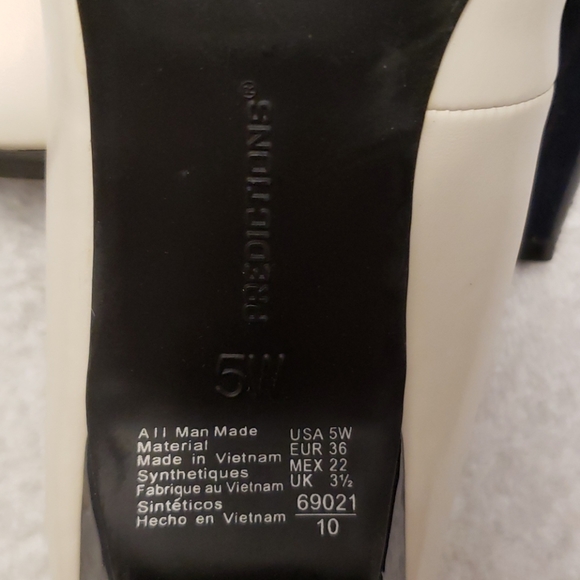 PREDICTIONS®
5W
All Man Made
Material
Made in Vietnam
Synthetiques
Fabrique au Vietnam
Sintéticos
Hecho en Vietnam
USA 5W
EUR 36
MEX 22
UK 3½
69021
10